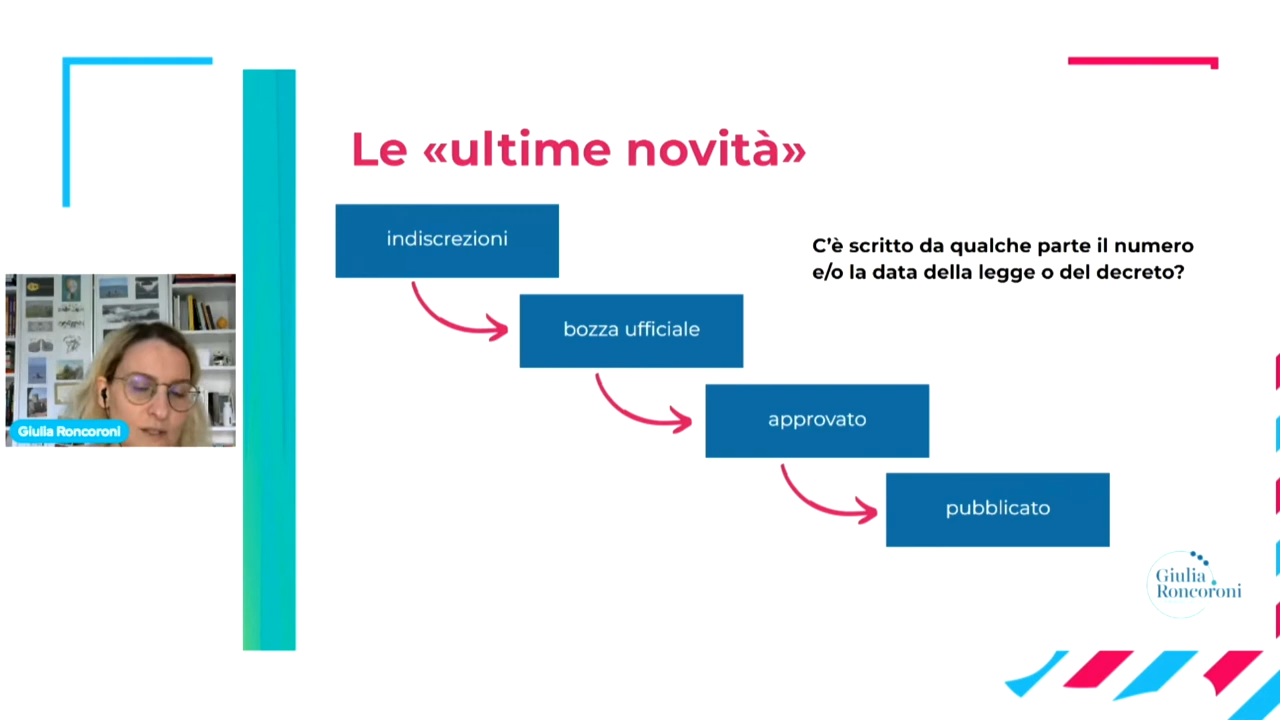 Le «ultime novità»
indiscrezioni
C'è scritto da qualche parte il numero
e/o la data della legge o del decreto?
bozza ufficiale
approvato
pubblicato
Giulia Roncoroni
Giulia
Roncoroni